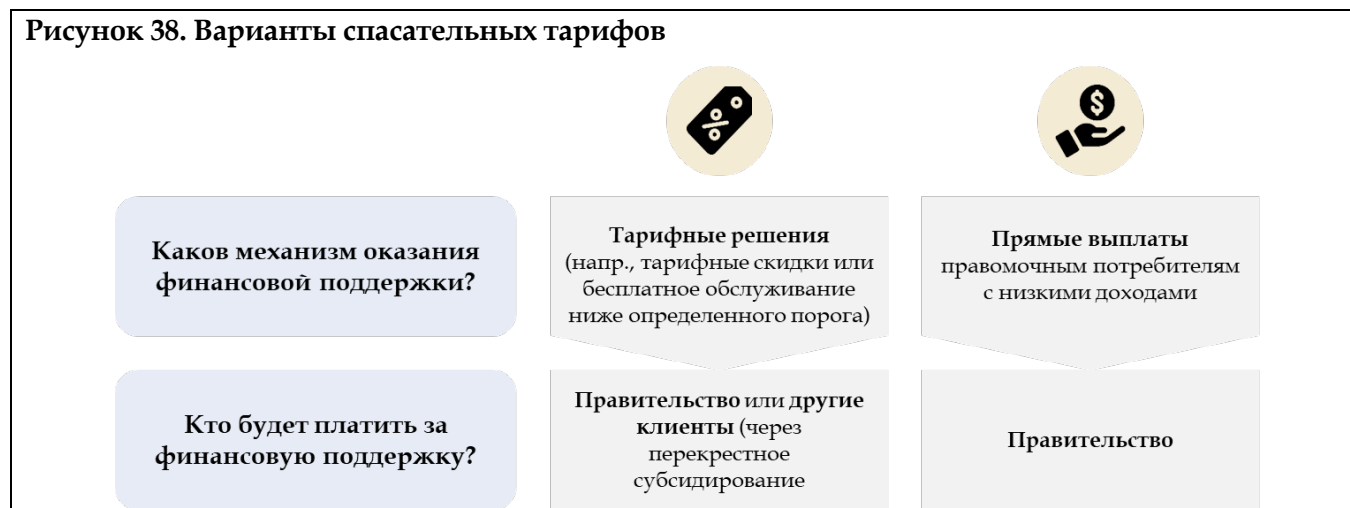 Рисунок 38. Варианты спасательных тарифов
Каков механизм оказания
финансовой поддержки?
Тарифные решения
(напр., тарифные скидки или
бесплатное обслуживание
ниже определенного порога)
Прямые выплаты
правомочным потребителям
с низкими доходами
Кто будет платить за
финансовую поддержку?
Правительство или другие
клиенты (через
перекрестное
субсидирование
Правительство